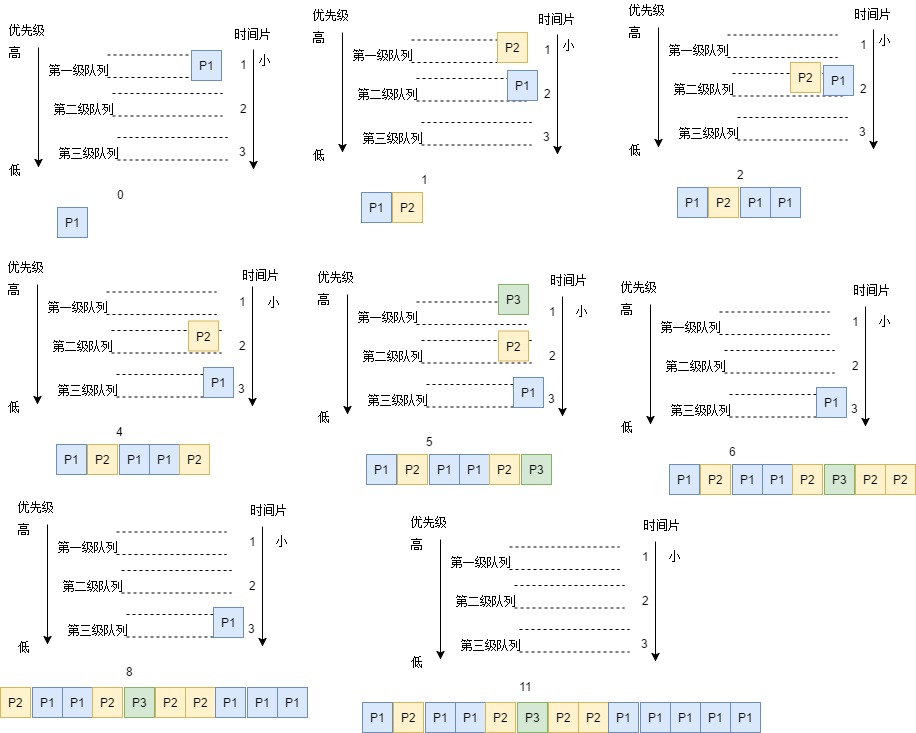 优先级
高
时间片
P1
1
小
第一级队列
2
第二级队列
3
第三级队列
低
0
P1
优先级
高
时间片
P2
1
小
第一级队列
P1
2
第二级队列
3
第三级队列
低
1
P1 P2
优先级
高
时间片
1
小
第一级队列
P2 P1
2
第二级队列
3
第三级队列
低
2
P1 P2 P1 P1
优先级
高
时间片
1
小
第一级队列
P2
2
第二级队列
P1
3
第三级队列
低
4
P1 P2 P1 P1 P2
优先级
高
时间片
P3
1
小
第一级队列
P2
2
第二级队列
P1
3
第三级队列
低
5
P1 P2 P1 P1 P2 P3
优先级
高
时间片
1
小
第一级队列
2
第二级队列
P1
3
第三级队列
低
6
P1 P2 P1 P1 P2 P3 P2 P2
优先级
高
时间片
1
小
第一级队列
2
第二级队列
P1
3
第三级队列
低
8
P2 P1 P1 P2 P3 P2 P2 P1 P1 P1
优先级
高
时间片
1
小
第一级队列
2
第二级队列
3
第三级队列
低
11
P1 P2 P1 P1 P2 P3 P2 P2 P1 P1 P1 P1 P1